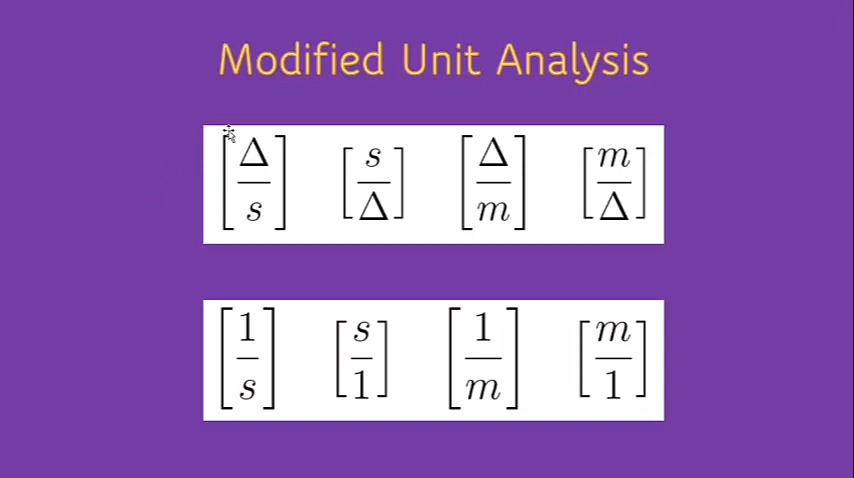 Modified Unit Analysis
[Δ/s] [s/Δ] [Δ/m] [m/Δ]
[1/s] [s/1] [1/m] [m/1]